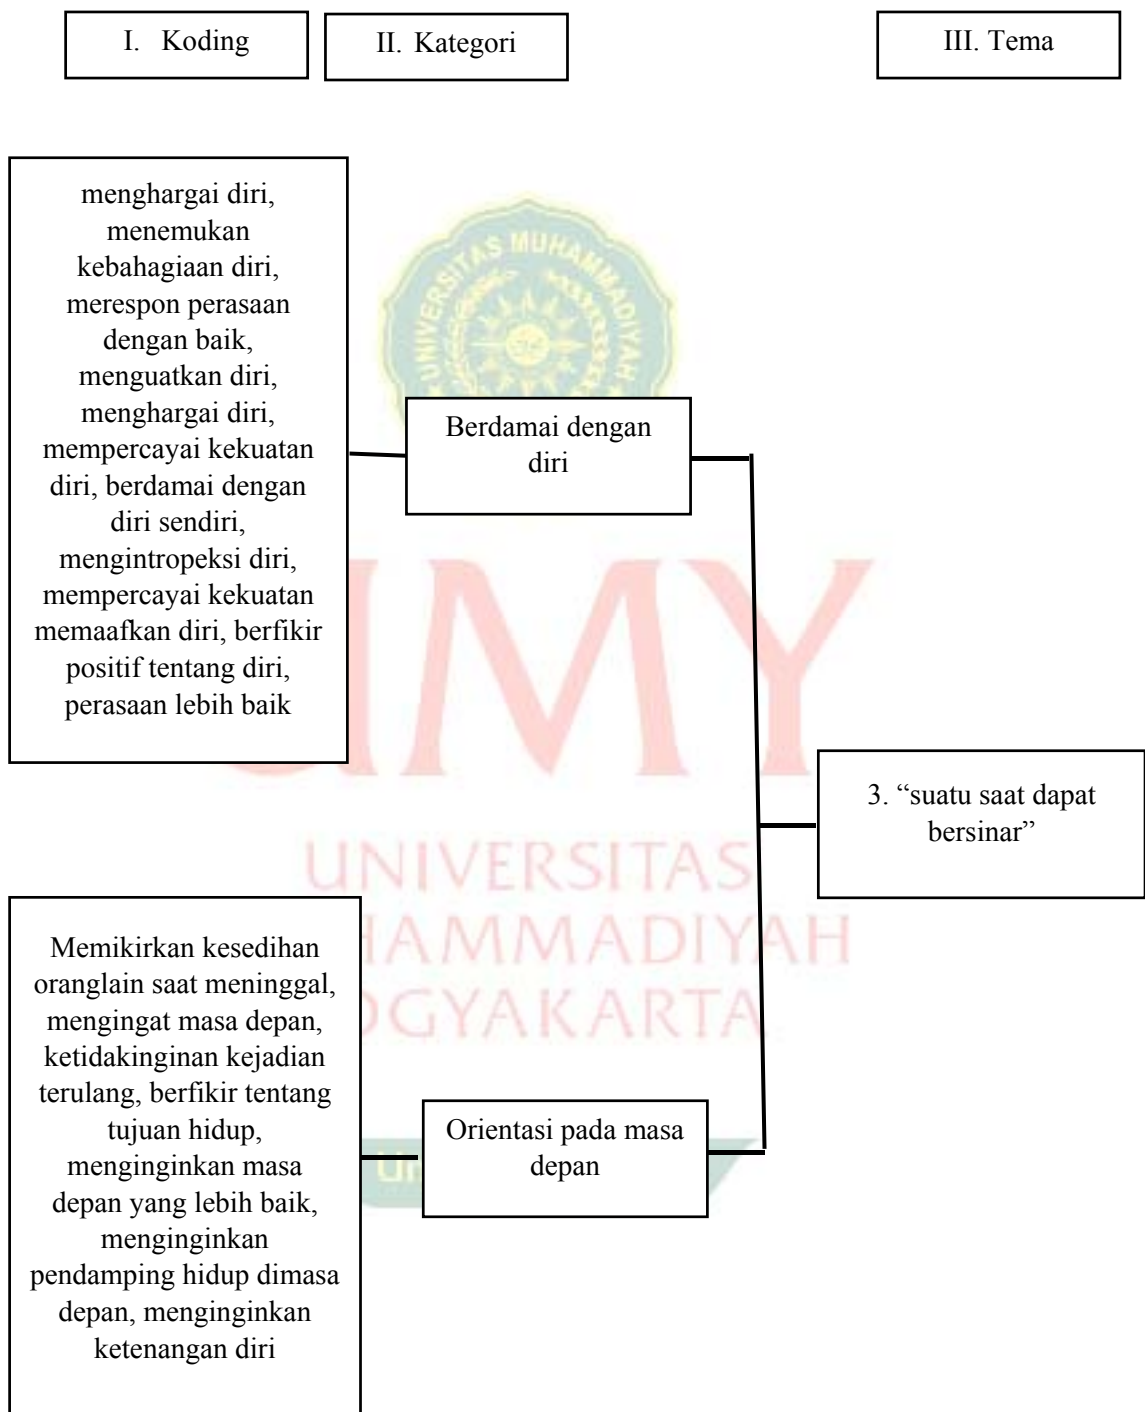 I. Koding
II. Kategori
III. Tema
menghargai diri,
menemukan
kebahagiaan diri,
merespon perasaan
dengan baik,
menguatkan diri,
menghargai diri,
mempercayai kekuatan
diri, berdamai dengan
diri sendiri,
mengintropeksi diri,
mempercayai kekuatan
memaafkan diri, berfikir
positif tentang diri,
perasaan lebih baik
UNIVERSITAS MUHAMMADIYAH
Berdamai dengan
diri
UMY
3. “suatu saat dapat
bersinar”
UNIVERSITAS
HAMMADIYAH
OGYAKARTA
Memikirkan kesedihan
oranglain saat meninggal,
mengingat masa depan,
ketidakinginan kejadian
terulang, berfikir tentang
tujuan hidup,
menginginkan masa
depan yang lebih baik,
menginginkan
pendamping hidup dimasa
depan, menginginkan
ketenangan diri
Orientasi pada masa
depan